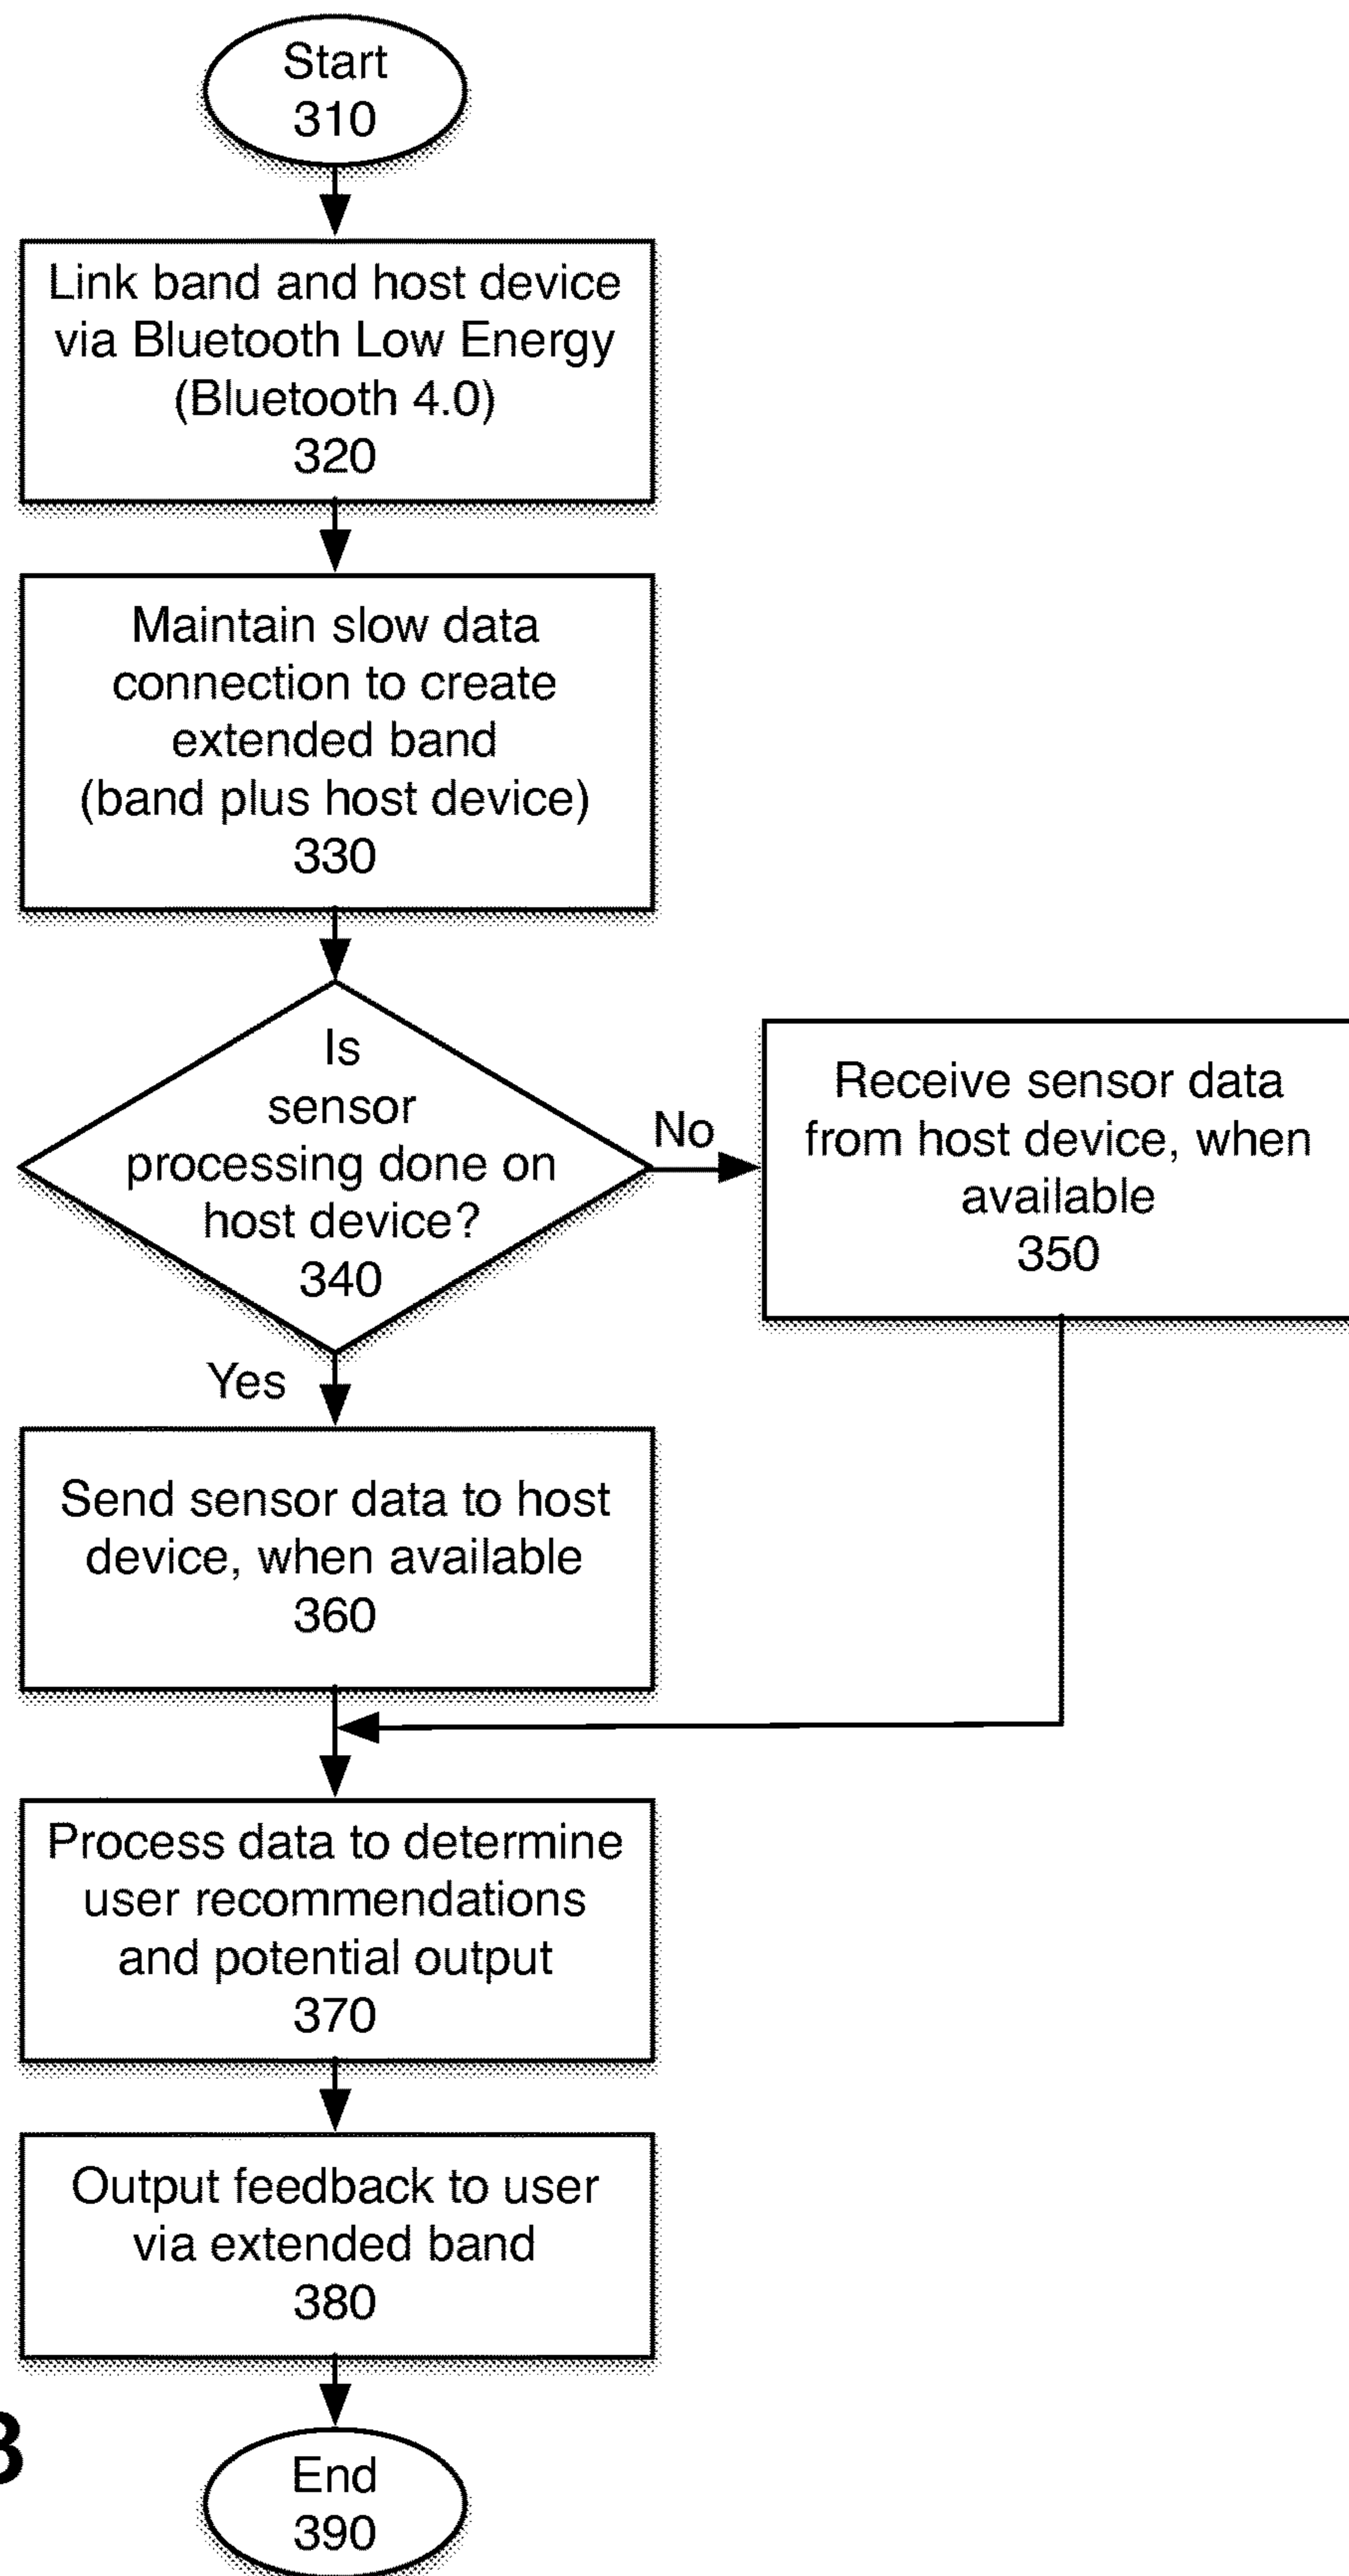 Start
310
Link band and host device
via Bluetooth Low Energy
(Bluetooth 4.0)
320
Maintain slow data
connection to create
extended band
(band plus host device)
330
Is
sensor
processing done on
host device?
340
No
Receive sensor data
from host device, when
available
350
Yes
Send sensor data to host
device, when available
360
Process data to determine
user recommendations
and potential output
370
Output feedback to user
via extended band
380
End
390